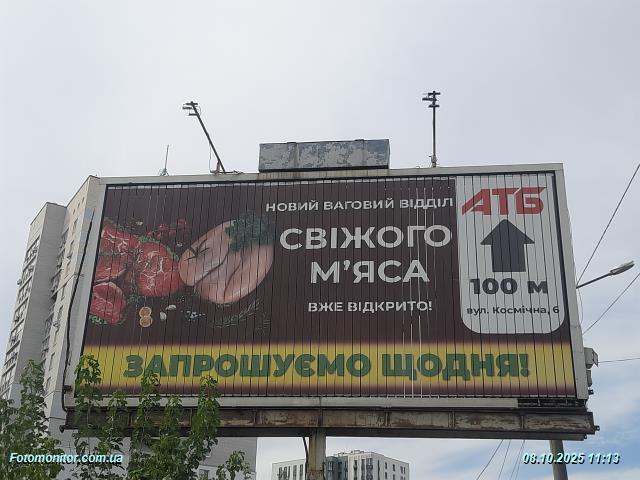 НОВИЙ ВАГОВИЙ ВІДДІЛ
СВІЖОГО
М'ЯСА
ВЖЕ ВІДКРИТО!
АТБ
100 м
вул. Космічна, 6
ЗАПРОШУЄМО ЩОДНЯ!
Fotomonitor.com.ua
08.10.2025 11:13